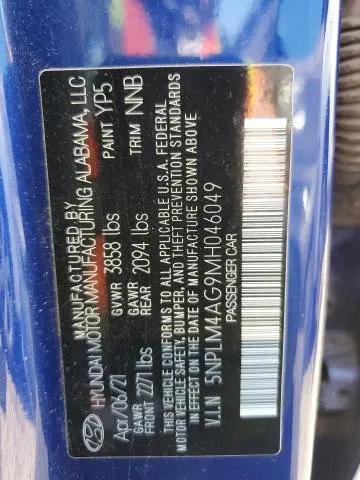 MANUFACTURED BY
HYUNDAI MOTOR MANUFACTURING ALABAMA, LLC
Apr/06/21 GVWR 3858 lbs PAINT YP5
GAWR FRONT 2271 lbs GAWR REAR 2094 lbs TRIM NNB
THIS VEHICLE CONFORMS TO ALL APPLICABLE U.S.A. FEDERAL
MOTOR VEHICLE SAFETY, BUMPER, AND THEFT PREVENTION STANDARDS
IN EFFECT ON THE DATE OF MANUFACTURE SHOWN ABOVE
V.I.N 5NPLM4AG9MH046049
PASSENGER CAR